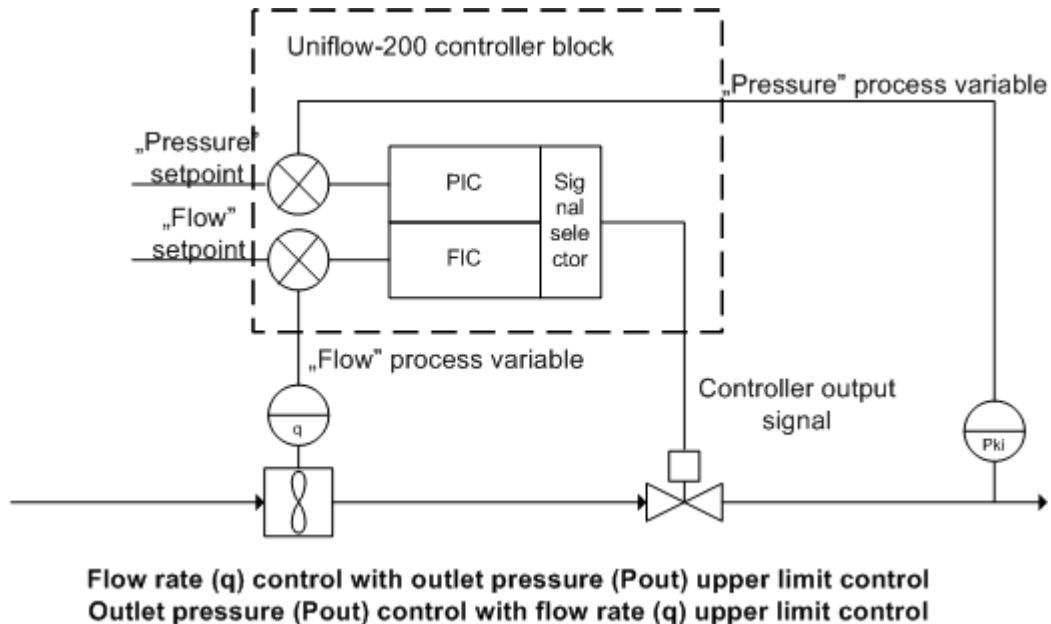 Uniflow-200 controller block
„Pressure” process variable
„Pressure”
setpoint
„Flow”
setpoint
PIC
FIC
Sig
nal
sele
ctor
„Flow” process variable
q
Controller output
signal
Pki
Flow rate (q) control with outlet pressure (Pout) upper limit control
Outlet pressure (Pout) control with flow rate (q) upper limit control